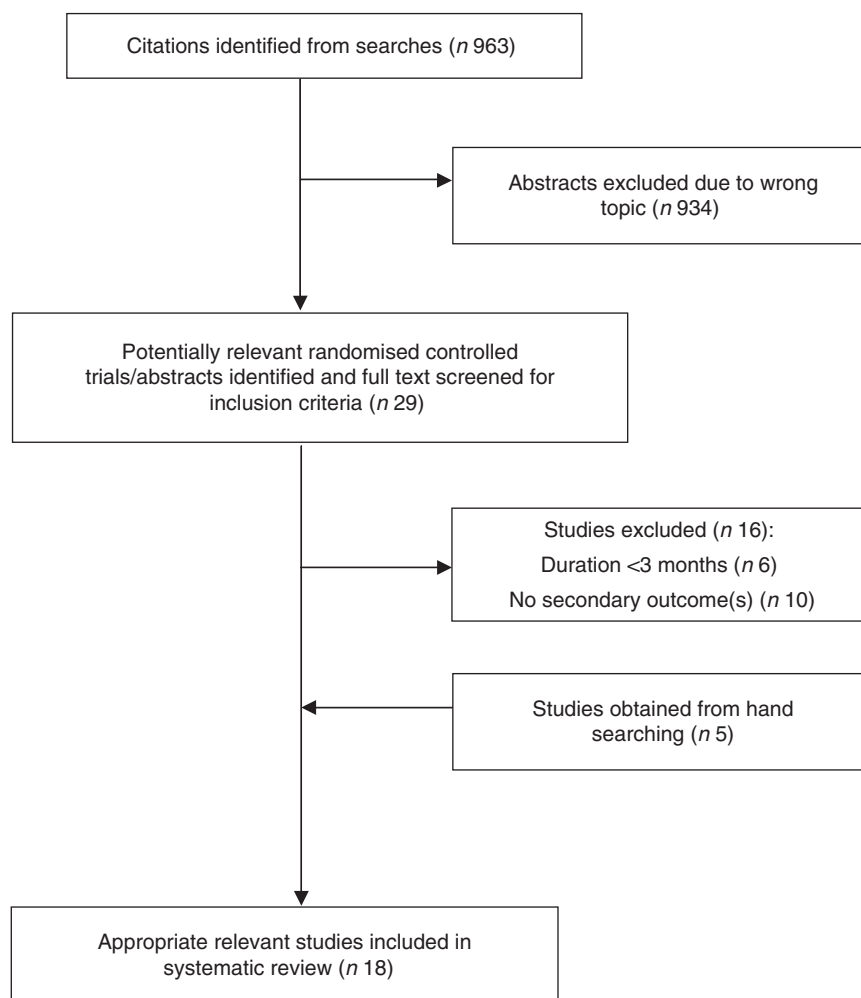 Citations identified from searches (n 963)
Abstracts excluded due to wrong
topic (n 934)
Potentially relevant randomised controlled
trials/abstracts identified and full text screened for
inclusion criteria (n 29)
Studies excluded (n 16):
Duration <3 months (n 6)
No secondary outcome(s) (n 10)
Studies obtained from hand
searching (n 5)
Appropriate relevant studies included in
systematic review (n 18)